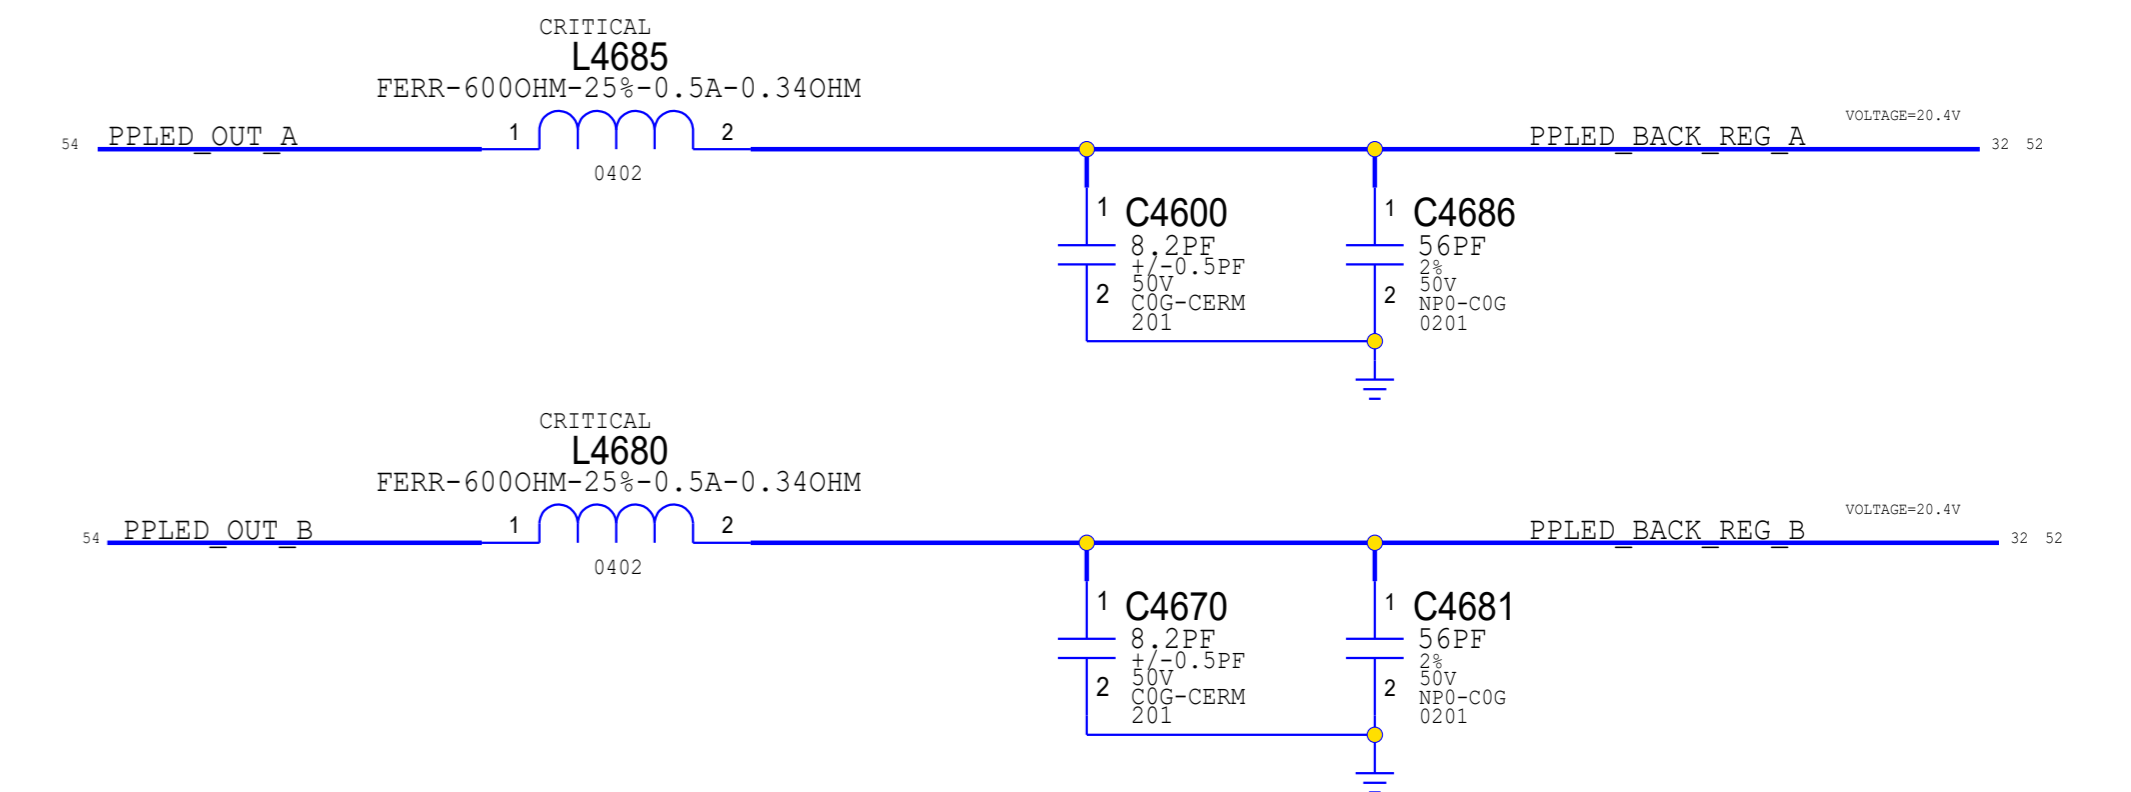 CRITICAL
L4685
FERR-600OHM-25%-0.5A-0.34OHM
VOLTAGE=20.4V
54 PPLED_OUT_A 1 2 PPLED_BACK_REG_A 32 52
0402
1 C4600 1 C4686
8.2PF 56PF
+/-0.5PF 2%
50V 50V
2 C0G-CERM 2 NP0-C0G
201 0201
CRITICAL
L4680
FERR-600OHM-25%-0.5A-0.34OHM
VOLTAGE=20.4V
54 PPLED_OUT_B 1 2 PPLED_BACK_REG_B 32 52
0402
1 C4670 1 C4681
8.2PF 56PF
+/-0.5PF 2%
50V 50V
2 C0G-CERM 2 NP0-C0G
201 0201